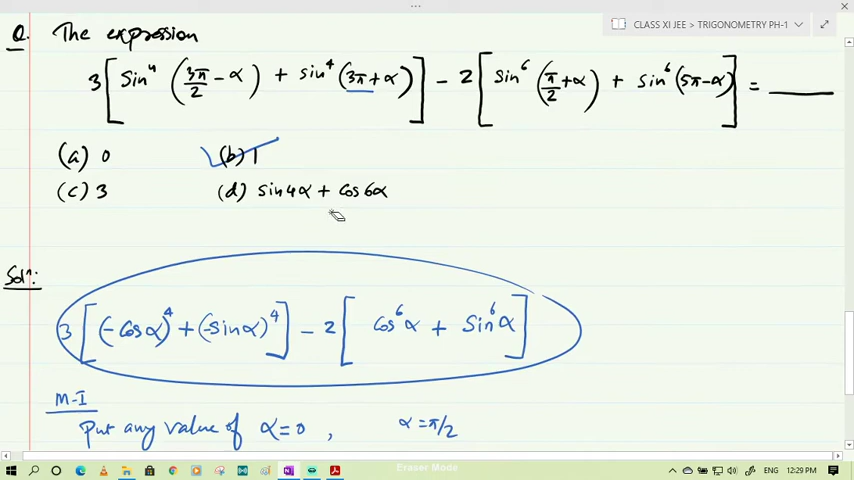 CLASS XI JEE > TRIGONOMETRY PH-1
Q. The expression
3[sin⁴(3π/2 - α) + sin⁴(3π + α)] - 2[sin⁶(π/2 + α) + sin⁶(5π - α)] = ______
(a) 0 (b) 1
(c) 3 (d) sin4α + cos6α
Solⁿ:
3[(-cosα)⁴ + (-sinα)⁴] - 2[cos⁶α + sin⁶α]
M-I
Put any value of α=0 , α=π/2
Eraser Mode
ENG 12:29 PM